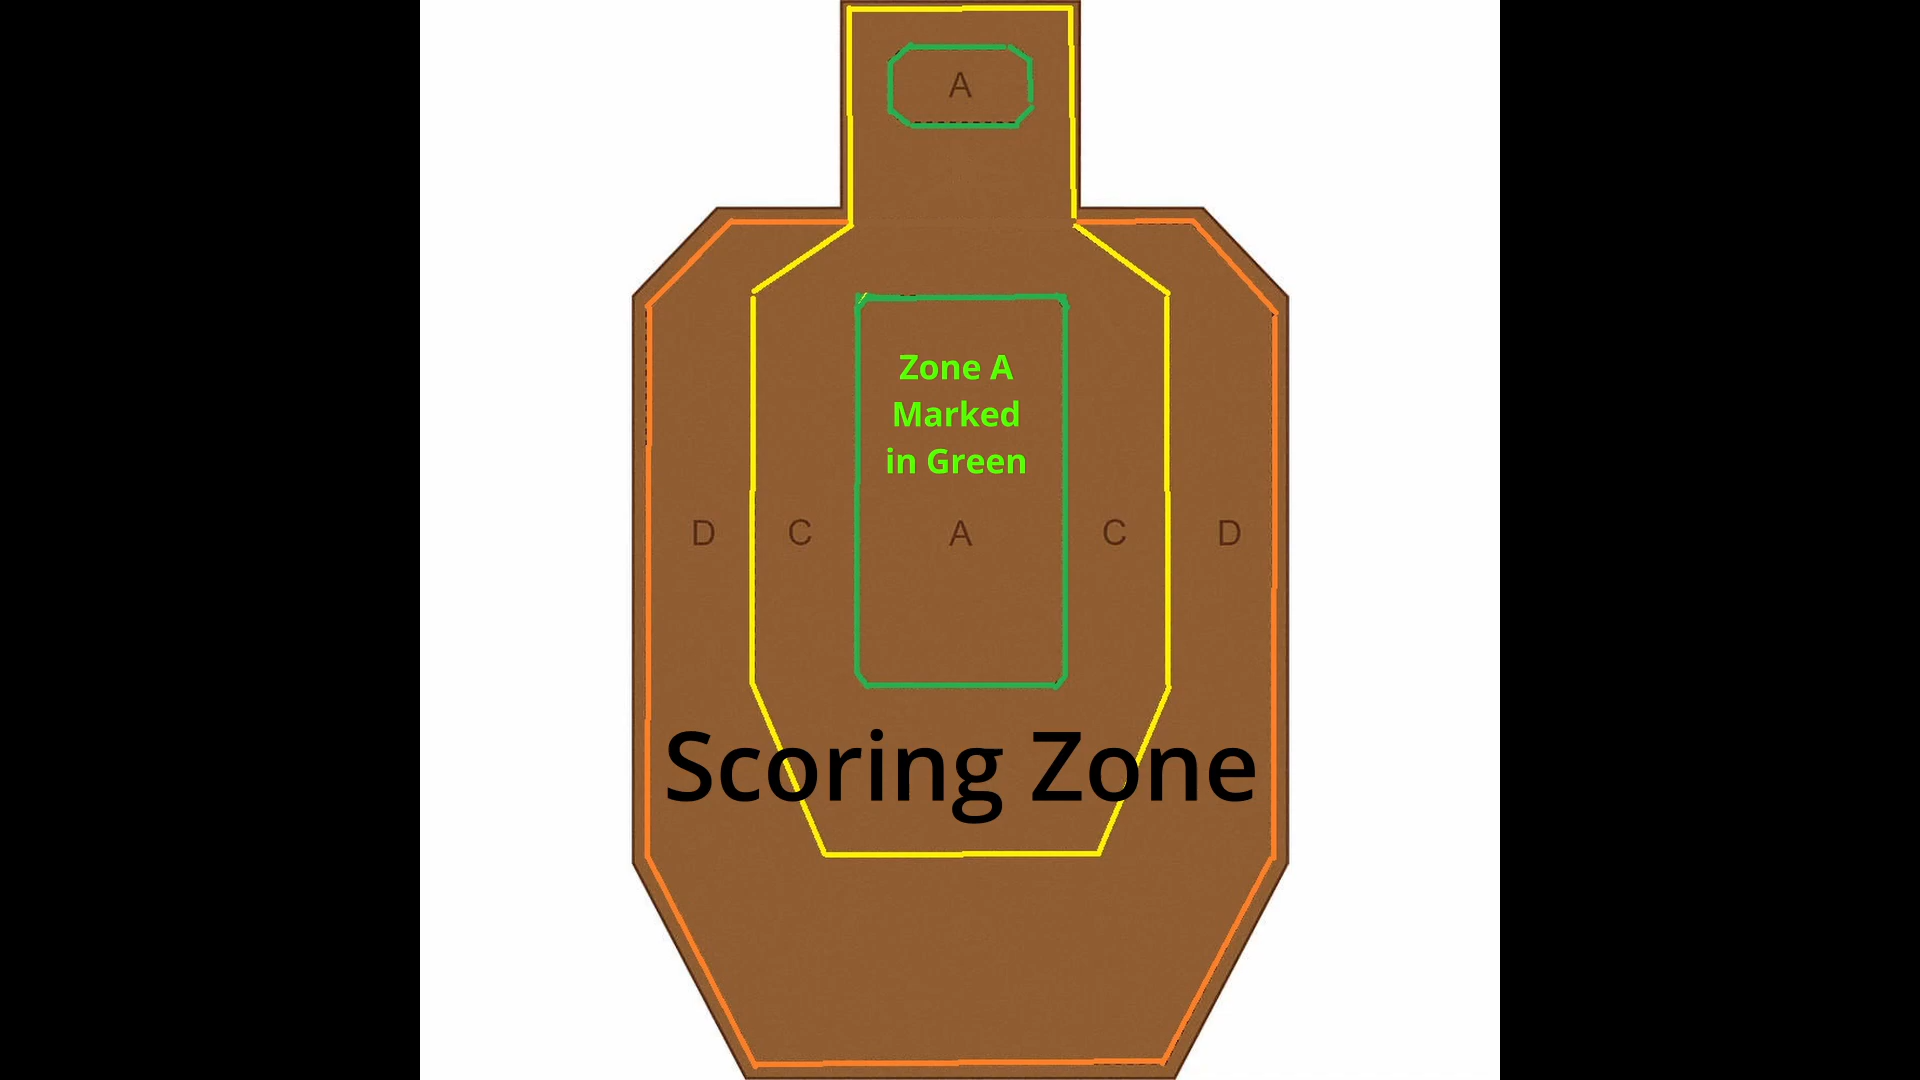 A
Zone A
Marked
in Green
D C A C D
Scoring Zone